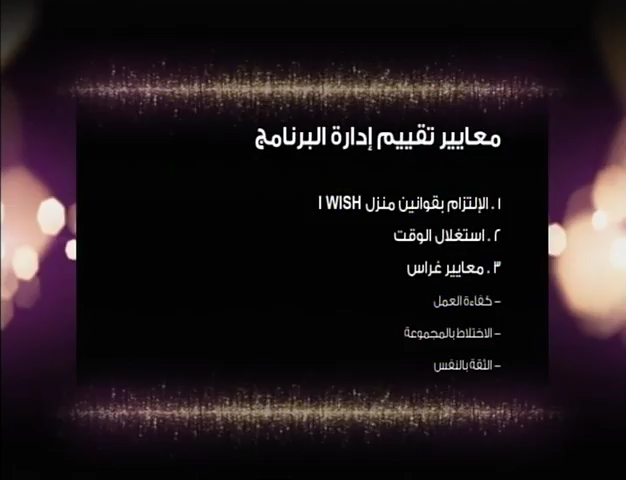 معايير تقييم إدارة البرنامج
١. الإلتزام بقوانين منزل I WISH
٢. استغلال الوقت
٣. معايير غراس
- كفاءة العمل
- الاختلاط بالمجموعة
- الثقة بالنفس